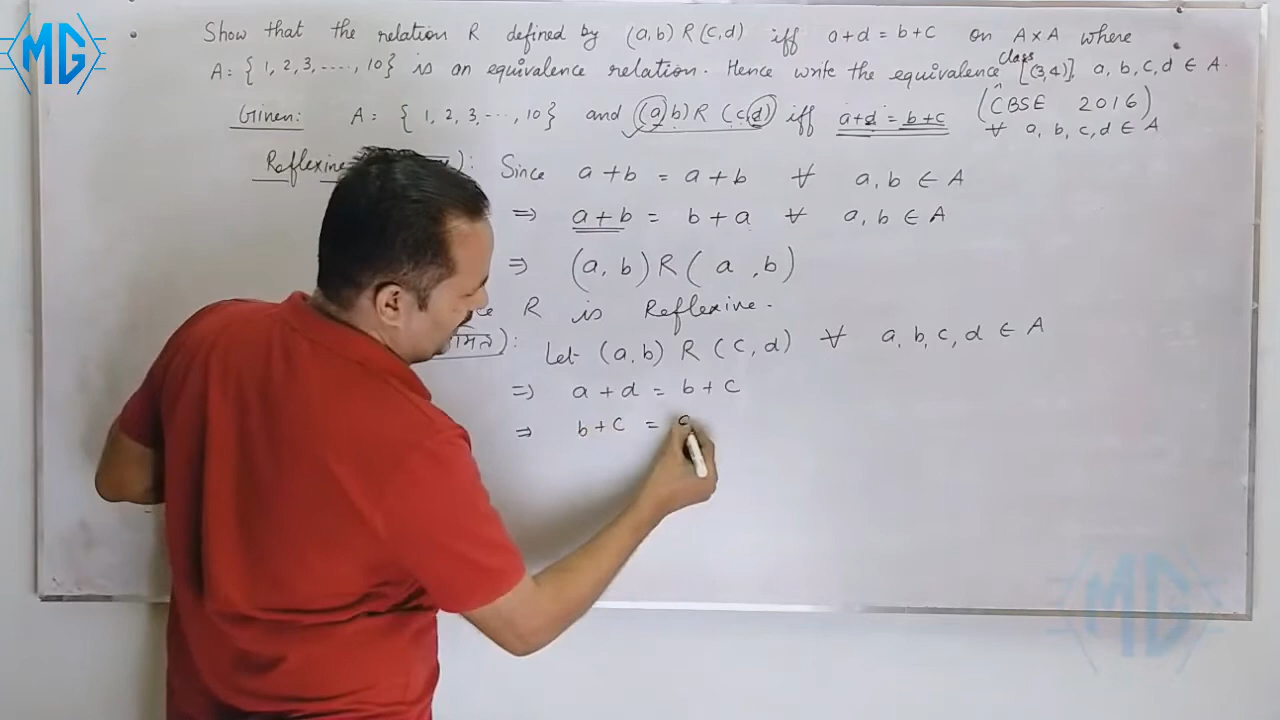 MG
Show that the relation R defined by (a,b) R (c,d) iff a+d = b+c on A×A where
A = { 1, 2, 3, ----, 10} is an equivalence relation. Hence write the equivalence class [(3,4)], a, b, c, d ∈ A.
Given: A = { 1, 2, 3, ---, 10} and (a,b) R (c,d) iff a+d = b+c ∀ a, b, c, d ∈ A
(CBSE 2016)
Reflexive ): Since a+b = a+b ∀ a, b ∈ A
⇒ a+b = b+a ∀ a, b ∈ A
⇒ (a, b) R ( a , b)
R is Reflexive.
): Let (a,b) R (c,d) ∀ a, b, c, d ∈ A
⇒ a+d = b+c
⇒ b+c =
MG